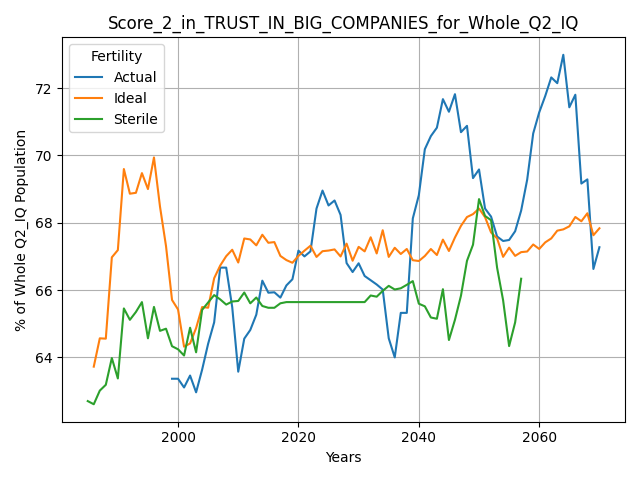 Score_2_in_TRUST_IN_BIG_COMPANIES_for_Whole_Q2_IQ
Fertility
Actual
Ideal
Sterile
% of Whole Q2_IQ Population
72
70
68
66
64
2000
2020
2040
2060
Years